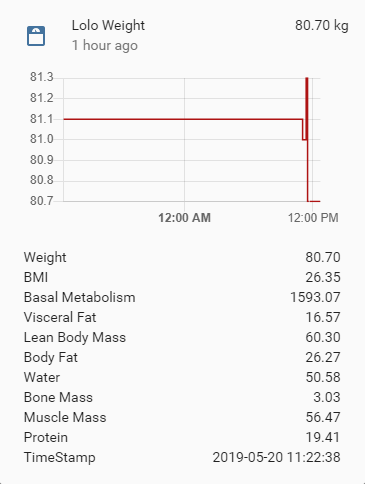 Lolo Weight 80.70 kg
1 hour ago
81.3
81.2
81.1
81.0
80.9
80.8
80.7
12:00 AM 12:00 PM
Weight 80.70
BMI 26.35
Basal Metabolism 1593.07
Visceral Fat 16.57
Lean Body Mass 60.30
Body Fat 26.27
Water 50.58
Bone Mass 3.03
Muscle Mass 56.47
Protein 19.41
TimeStamp 2019-05-20 11:22:38